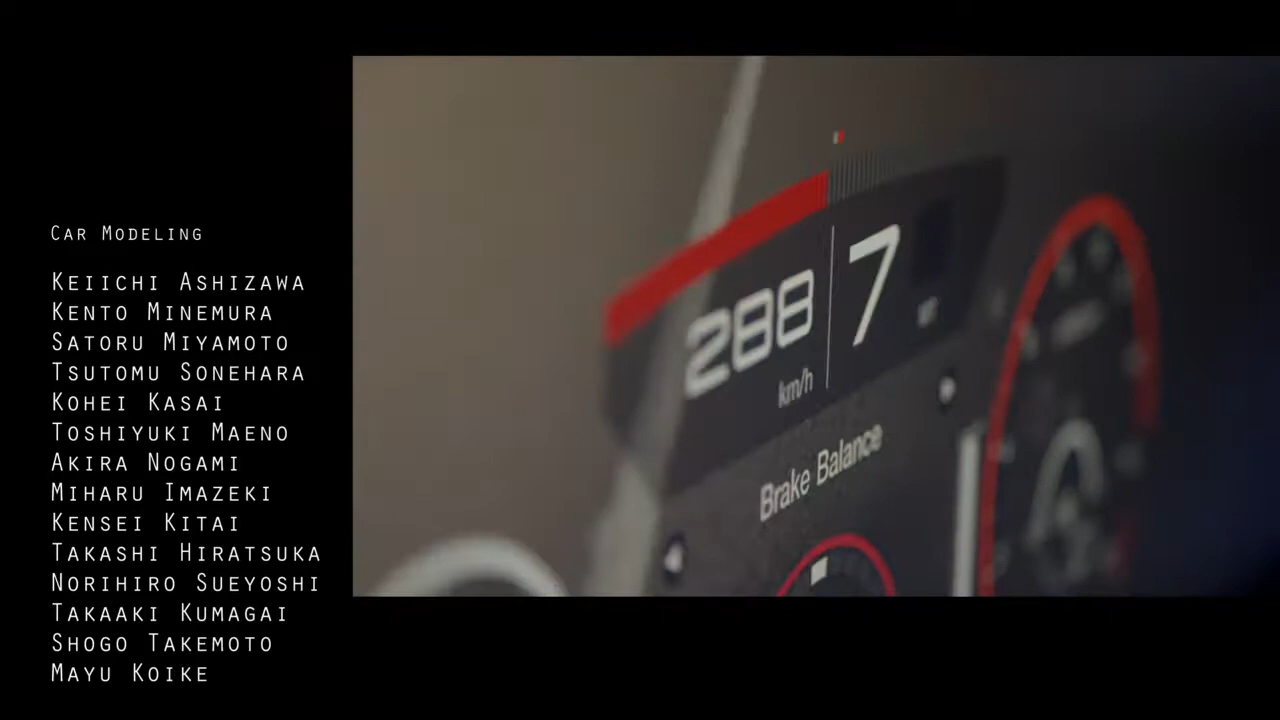 Car Modeling
Keiichi Ashizawa
Kento Minemura
Satoru Miyamoto
Tsutomu Sonehara
Kohei Kasai
Toshiyuki Maeno
Akira Nogami
Miharu Imazeki
Kensei Kitai
Takashi Hiratsuka
Norihiro Sueyoshi
Takaaki Kumagai
Shogo Takemoto
Mayu Koike
288 7
km/h
Brake Balance